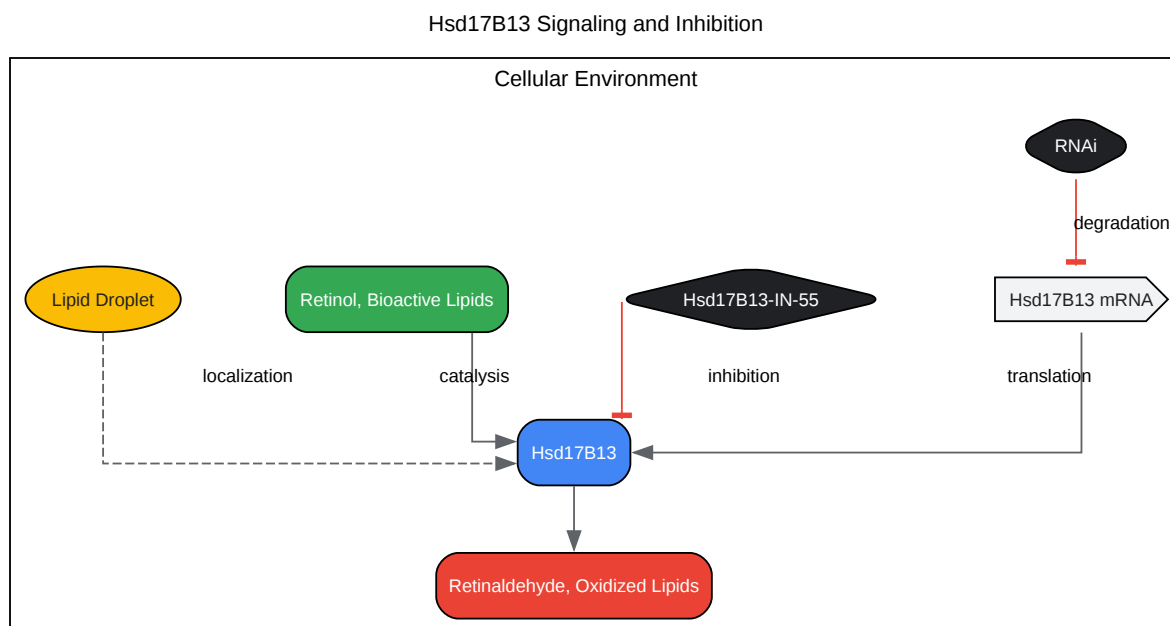 Hsd17B13 Signaling and Inhibition
Cellular Environment
RNAi
degradation
Lipid Droplet
Retinol, Bioactive Lipids
Hsd17B13-IN-55
Hsd17B13 mRNA
localization
catalysis
inhibition
translation
Hsd17B13
Retinaldehyde, Oxidized Lipids